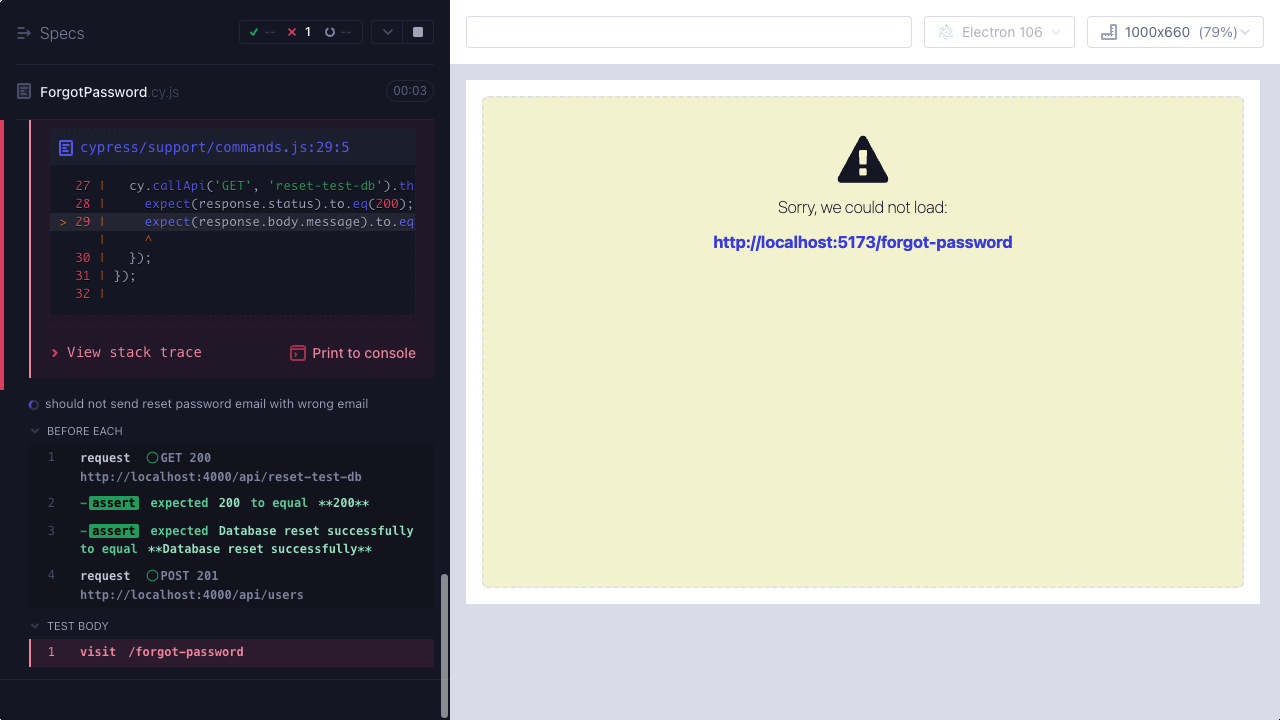 Specs
-- 1 --
ForgotPassword.cy.js 00:03
cypress/support/commands.js:29:5
27 | cy.callApi('GET', 'reset-test-db').th
28 | expect(response.status).to.eq(200);
> 29 | expect(response.body.message).to.eq
| ^
30 | });
31 | });
32 |
View stack trace
Print to console
should not send reset password email with wrong email
BEFORE EACH
1 request GET 200
http://localhost:4000/api/reset-test-db
2 -assert expected 200 to equal **200**
3 -assert expected Database reset successfully
to equal **Database reset successfully**
4 request POST 201
http://localhost:4000/api/users
TEST BODY
1 visit /forgot-password
Electron 106
1000x660 (79%)
Sorry, we could not load:
http://localhost:5173/forgot-password